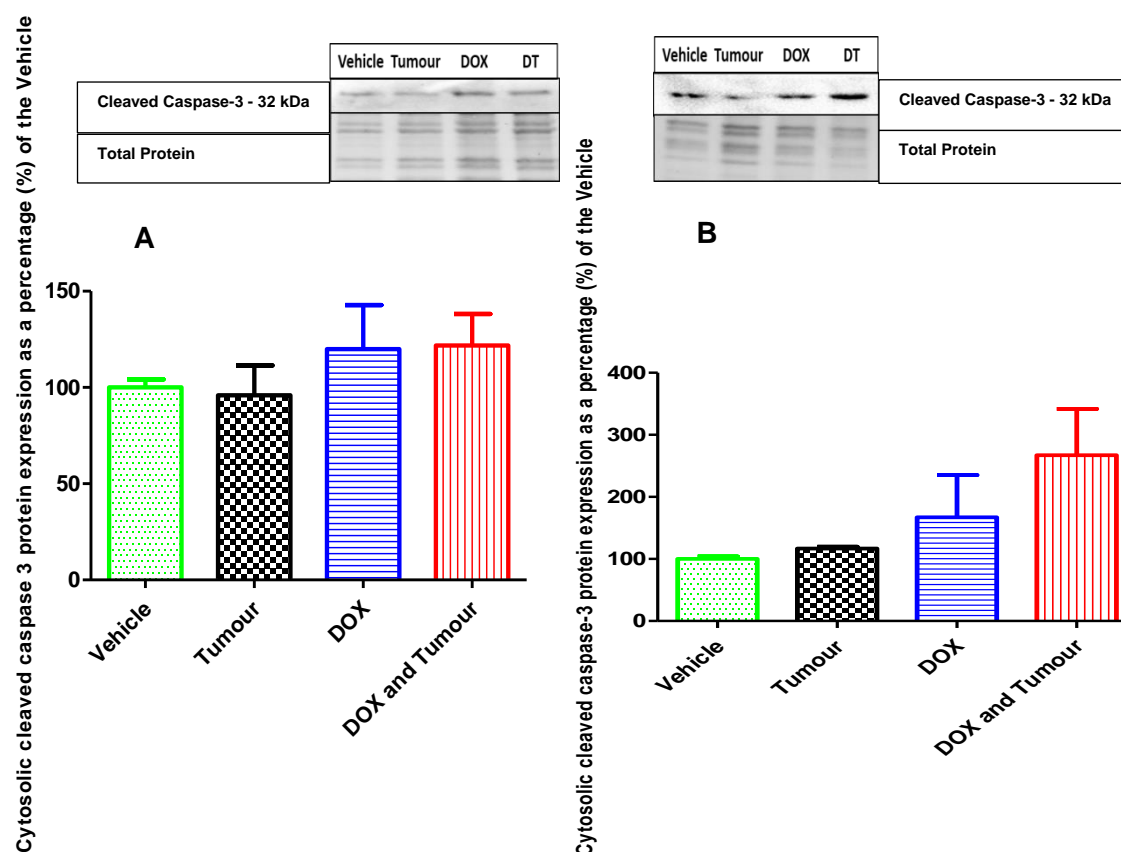 Cytosolic cleaved caspase 3 protein expression as a percentage (%) of the Vehicle
Vehicle Tumour DOX DT
Cleaved Caspase-3 - 32 kDa
Total Protein
A
150
100
50
0
Vehicle
Tumour
DOX
DOX and Tumour
Cytosolic cleaved caspase-3 protein expression as a percentage (%) of the Vehicle
Vehicle Tumour DOX DT
Cleaved Caspase-3 - 32 kDa
Total Protein
B
400
300
200
100
0
Vehicle
Tumour
DOX
DOX and Tumour